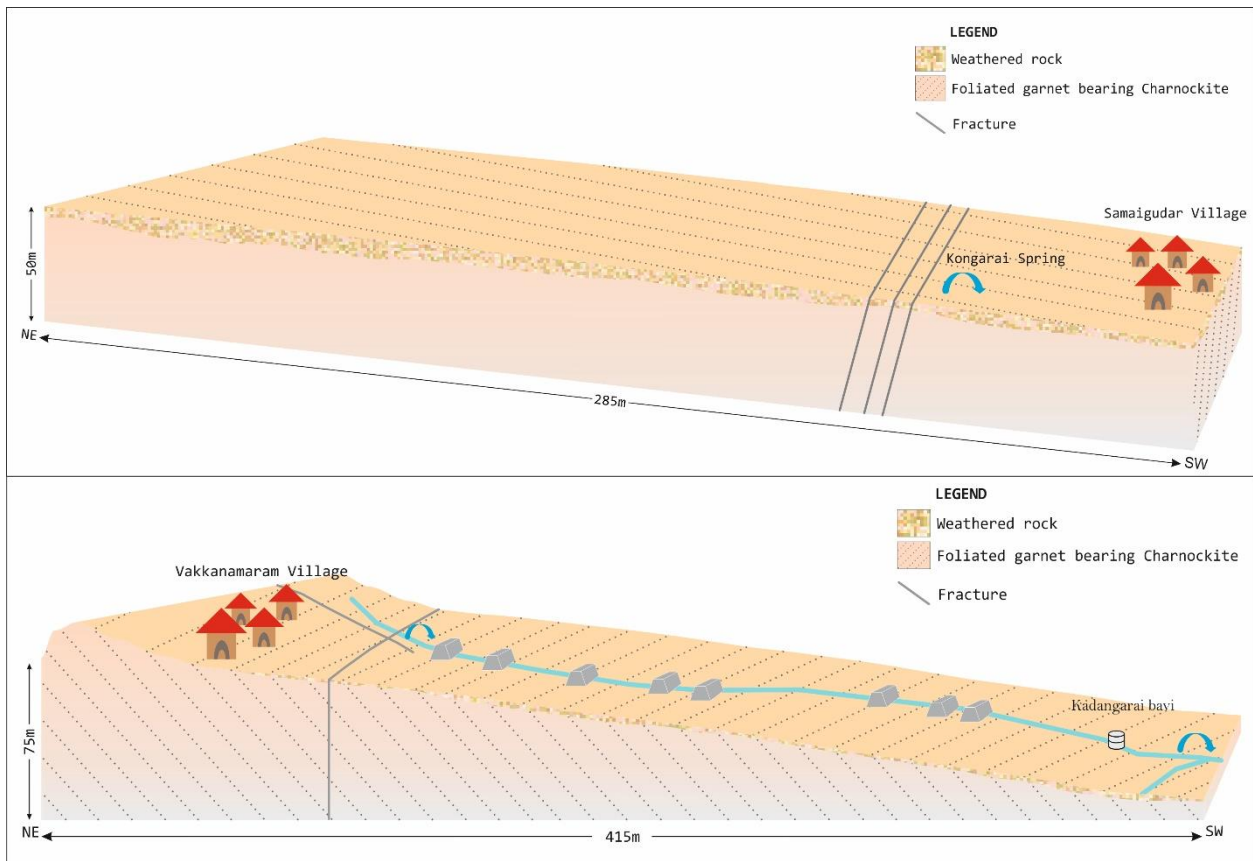 LEGEND
Weathered rock
Foliated garnet bearing Charnockite
Fracture
Samaigudar Village
Kongarai Spring
50m
NE
285m
SW
LEGEND
Weathered rock
Foliated garnet bearing Charnockite
Fracture
Vakkanamaram Village
Kadangarai bayi
75m
NE
415m
SW